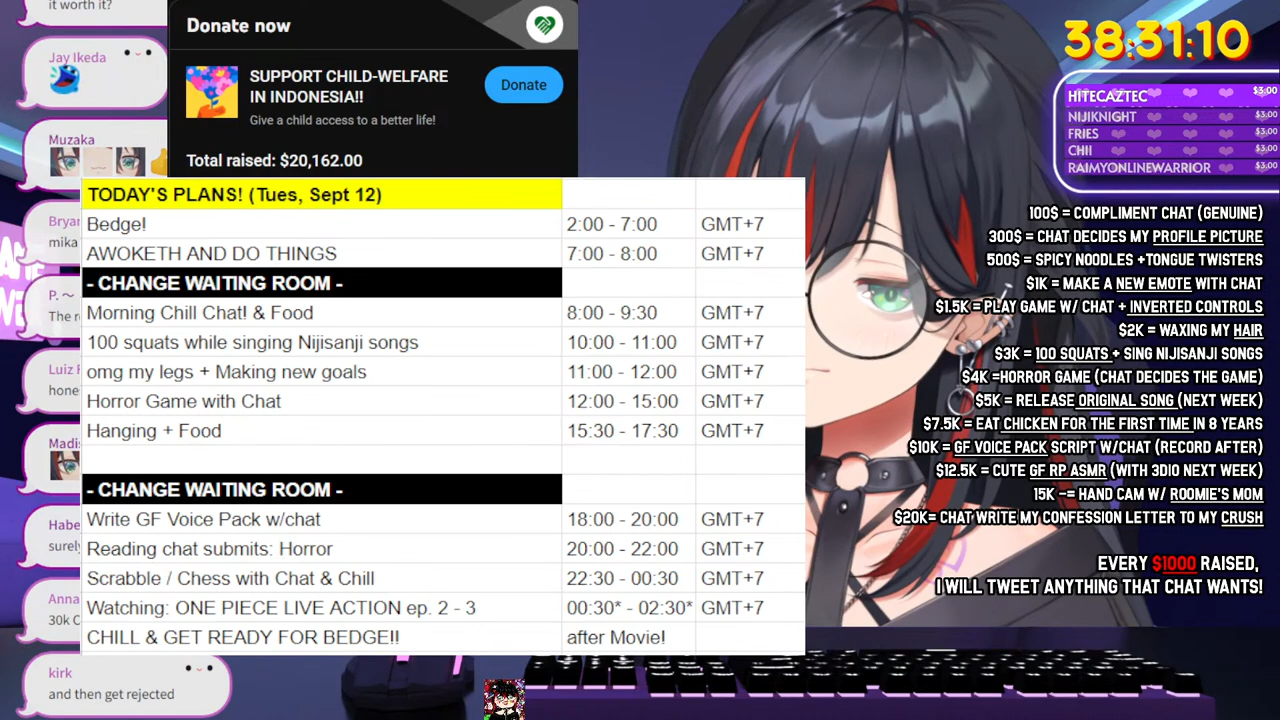 it worth it?
Jay Ikeda
Muzaka
Bryan
mika
P. ~
The r
Luiz F
hone
Madis
Habe
surely
Anna
30k C
kirk
and then get rejected
Donate now
SUPPORT CHILD-WELFARE
IN INDONESIA!!
Give a child access to a better life!
Donate
Total raised: $20,162.00
TODAY'S PLANS! (Tues, Sept 12)
Bedge! 2:00 - 7:00 GMT+7
AWOKETH AND DO THINGS 7:00 - 8:00 GMT+7
- CHANGE WAITING ROOM -
Morning Chill Chat! & Food 8:00 - 9:30 GMT+7
100 squats while singing Nijisanji songs 10:00 - 11:00 GMT+7
omg my legs + Making new goals 11:00 - 12:00 GMT+7
Horror Game with Chat 12:00 - 15:00 GMT+7
Hanging + Food 15:30 - 17:30 GMT+7
- CHANGE WAITING ROOM -
Write GF Voice Pack w/chat 18:00 - 20:00 GMT+7
Reading chat submits: Horror 20:00 - 22:00 GMT+7
Scrabble / Chess with Chat & Chill 22:30 - 00:30 GMT+7
Watching: ONE PIECE LIVE ACTION ep. 2 - 3 00:30* - 02:30* GMT+7
CHILL & GET READY FOR BEDGE!! after Movie!
38:31:10
HITECAZTEC $3.00
NIJIKNIGHT $3.00
FRIES $3.00
CHII $3.00
RAIMYONLINEWARRIOR $3.00
100$ = COMPLIMENT CHAT (GENUINE)
300$ = CHAT DECIDES MY PROFILE PICTURE
500$ = SPICY NOODLES +TONGUE TWISTERS
$1K = MAKE A NEW EMOTE WITH CHAT
$1.5K = PLAY GAME W/ CHAT + INVERTED CONTROLS
$2K = WAXING MY HAIR
$3K = 100 SQUATS + SING NIJISANJI SONGS
$4K =HORROR GAME (CHAT DECIDES THE GAME)
$5K = RELEASE ORIGINAL SONG (NEXT WEEK)
$7.5K = EAT CHICKEN FOR THE FIRST TIME IN 8 YEARS
$10K = GF VOICE PACK SCRIPT W/CHAT (RECORD AFTER)
$12.5K = CUTE GF RP ASMR (WITH 3DIO NEXT WEEK)
15K -= HAND CAM W/ ROOMIE'S MOM
$20K= CHAT WRITE MY CONFESSION LETTER TO MY CRUSH
EVERY $1000 RAISED,
I WILL TWEET ANYTHING THAT CHAT WANTS!